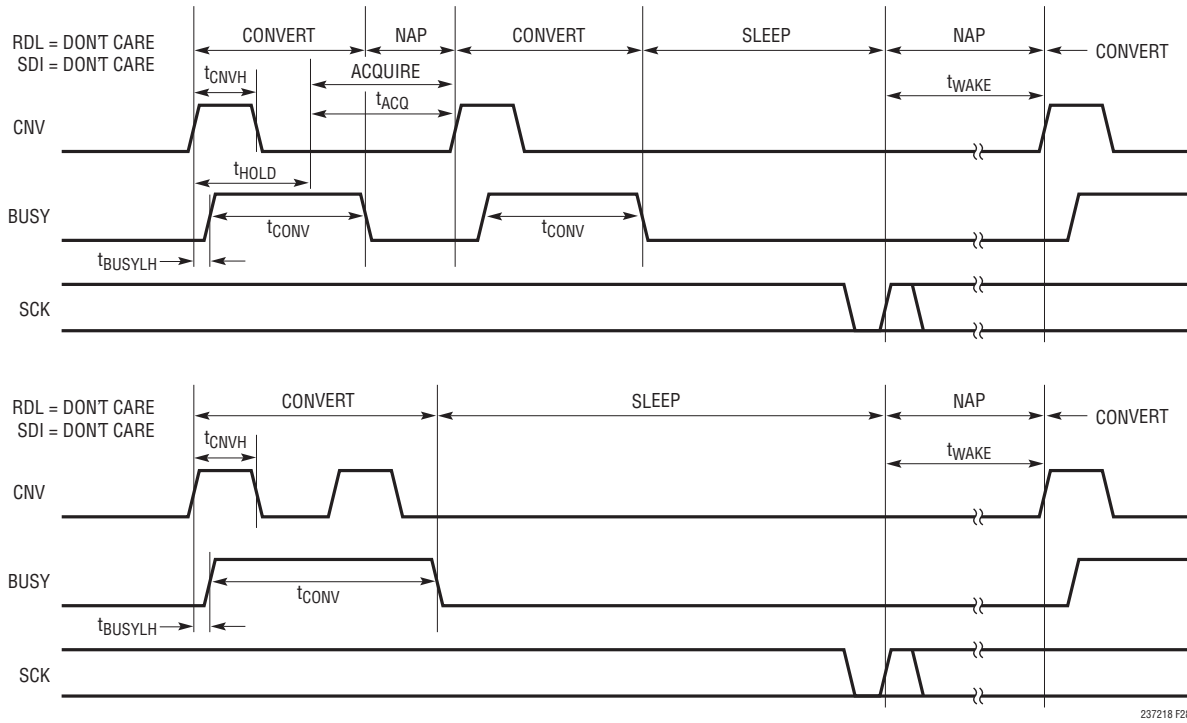 RDL = DON'T CARE
SDI = DON'T CARE
CONVERT
NAP
CONVERT
SLEEP
NAP
CONVERT
tCNVH
ACQUIRE
tACQ
tWAKE
CNV
tHOLD
BUSY
tCONV
tCONV
tBUSYLH
SCK
RDL = DON'T CARE
SDI = DON'T CARE
CONVERT
SLEEP
NAP
CONVERT
tCNVH
tWAKE
CNV
BUSY
tCONV
tBUSYLH
SCK
237218 F28